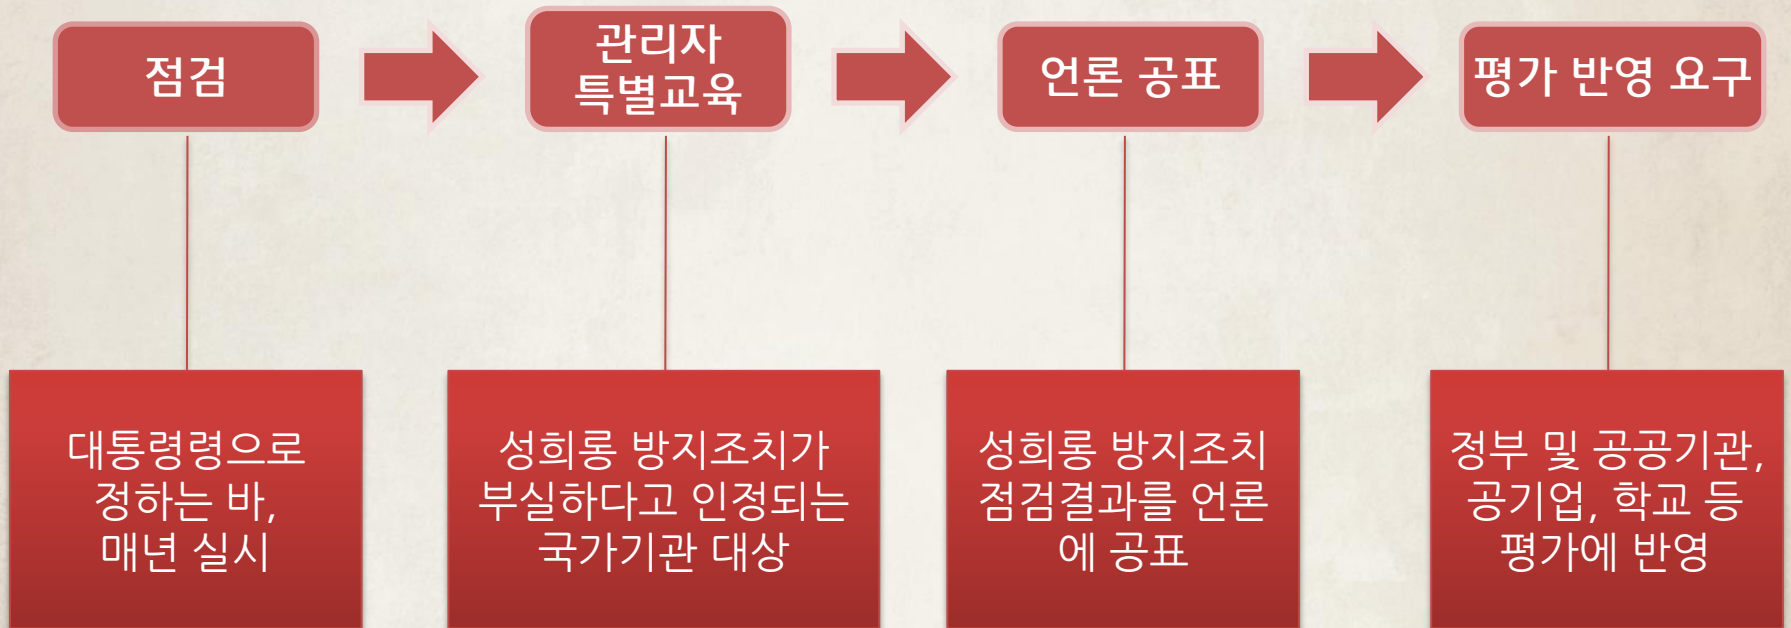 점검
관리자
특별교육
언론 공표
평가 반영 요구
대통령령으로
정하는 바,
매년 실시
성희롱 방지조치가
부실하다고 인정되는
국가기관 대상
성희롱 방지조치
점검결과를 언론
에 공표
정부 및 공공기관,
공기업, 학교 등
평가에 반영